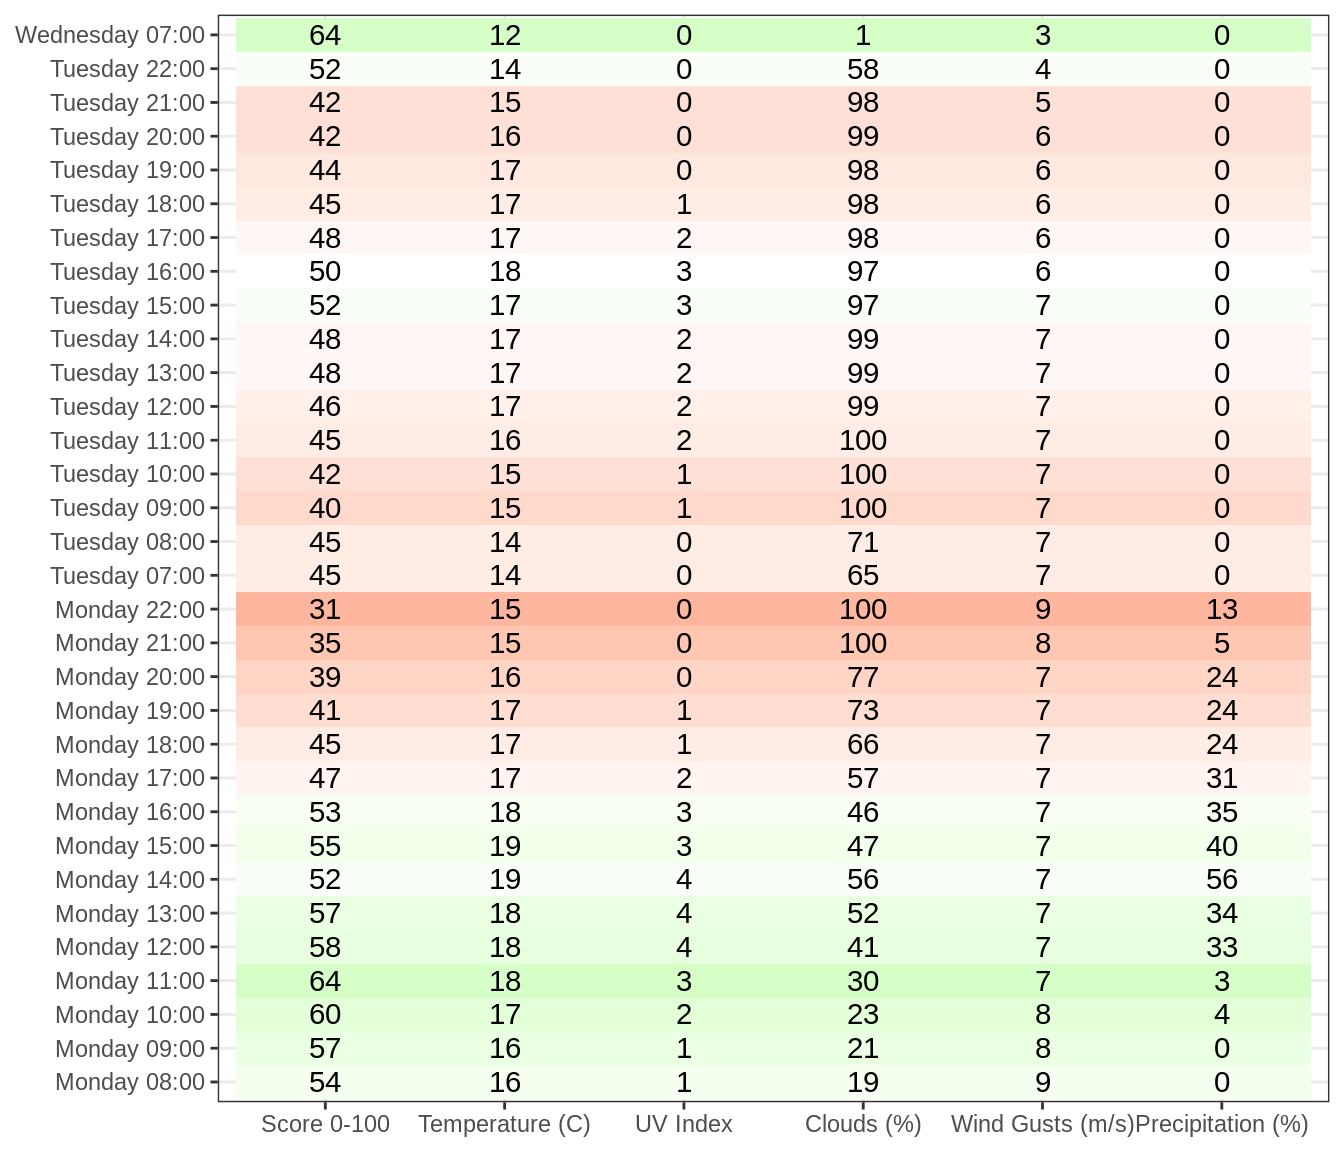 Wednesday 07:00 64 12 0 1 3 0
Tuesday 22:00 52 14 0 58 4 0
Tuesday 21:00 42 15 0 98 5 0
Tuesday 20:00 42 16 0 99 6 0
Tuesday 19:00 44 17 0 98 6 0
Tuesday 18:00 45 17 1 98 6 0
Tuesday 17:00 48 17 2 98 6 0
Tuesday 16:00 50 18 3 97 6 0
Tuesday 15:00 52 17 3 97 7 0
Tuesday 14:00 48 17 2 99 7 0
Tuesday 13:00 48 17 2 99 7 0
Tuesday 12:00 46 17 2 99 7 0
Tuesday 11:00 45 16 2 100 7 0
Tuesday 10:00 42 15 1 100 7 0
Tuesday 09:00 40 15 1 100 7 0
Tuesday 08:00 45 14 0 71 7 0
Tuesday 07:00 45 14 0 65 7 0
Monday 22:00 31 15 0 100 9 13
Monday 21:00 35 15 0 100 8 5
Monday 20:00 39 16 0 77 7 24
Monday 19:00 41 17 1 73 7 24
Monday 18:00 45 17 1 66 7 24
Monday 17:00 47 17 2 57 7 31
Monday 16:00 53 18 3 46 7 35
Monday 15:00 55 19 3 47 7 40
Monday 14:00 52 19 4 56 7 56
Monday 13:00 57 18 4 52 7 34
Monday 12:00 58 18 4 41 7 33
Monday 11:00 64 18 3 30 7 3
Monday 10:00 60 17 2 23 8 4
Monday 09:00 57 16 1 21 8 0
Monday 08:00 54 16 1 19 9 0
Score 0-100 Temperature (C) UV Index Clouds (%) Wind Gusts (m/s) Precipitation (%)